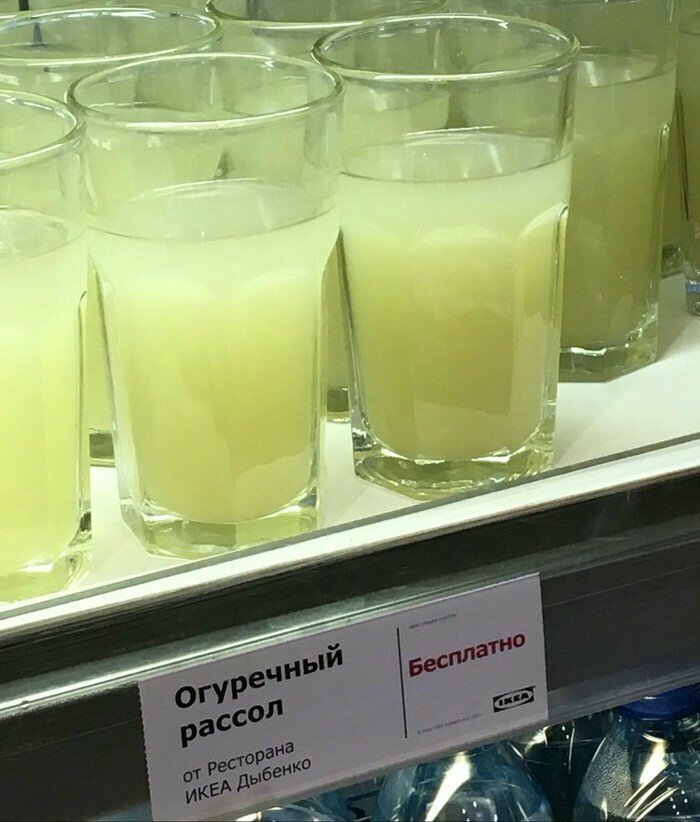 Огуречный
рассол
от Ресторана
ИКЕА Дыбенко
Бесплатно
IKEA